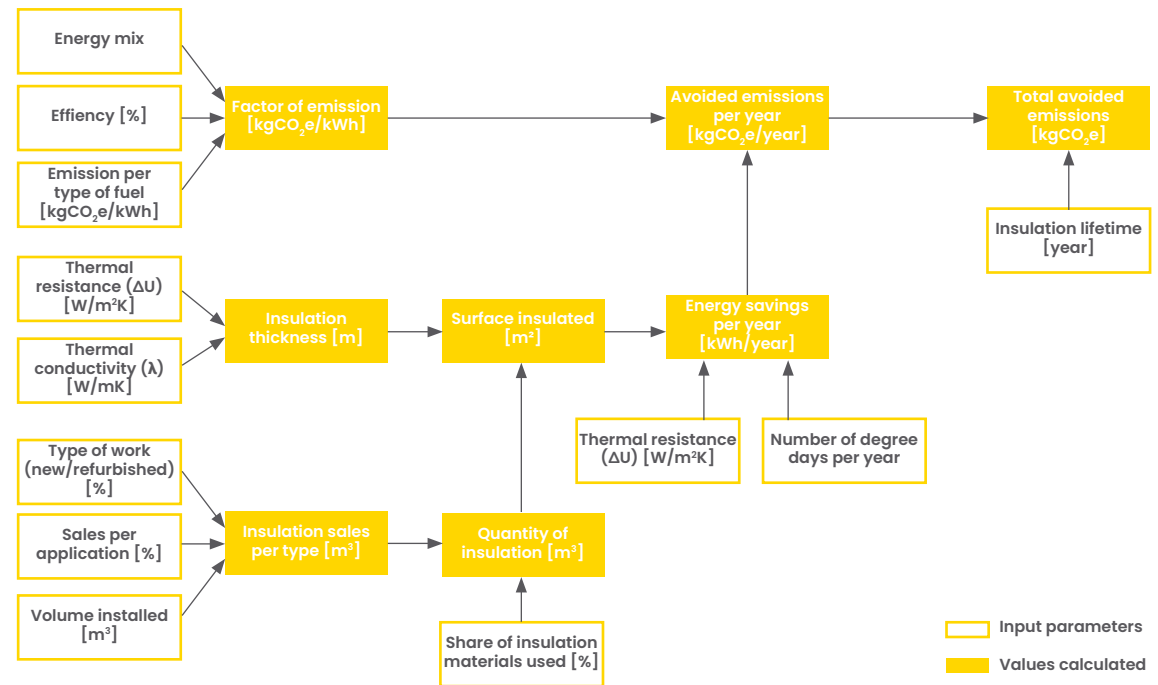 Energy mix
Effiency [%]
Emission per
type of fuel
[kgCO₂e/kWh]
Factor of emission
[kgCO₂e/kWh]
Avoided emissions
per year
[kgCO₂e/year]
Total avoided
emissions
[kgCO₂e]
Insulation lifetime
[year]
Thermal
resistance (ΔU)
[W/m²K]
Thermal
conductivity (λ)
[W/mK]
Insulation
thickness [m]
Surface insulated
[m²]
Energy savings
per year
[kWh/year]
Thermal resistance
(ΔU) [W/m²K]
Number of degree
days per year
Type of work
(new/refurbished)
[%]
Sales per
application [%]
Volume installed
[m³]
Insulation sales
per type [m³]
Quantity of
insulation [m³]
Share of insulation
materials used [%]
Input parameters
Values calculated